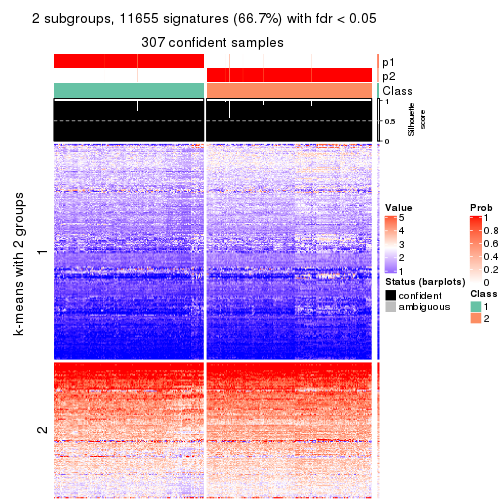 2 subgroups, 11655 signatures (66.7%) with fdr < 0.05
307 confident samples
p1
p2
Class
1
0.5
0
Silhouette
score
k-means with 2 groups
1
2
Value
5
4
3
2
1
Prob
1
0.8
0.6
0.4
0.2
0
Status (barplots)
confident
ambiguous
Class
1
2